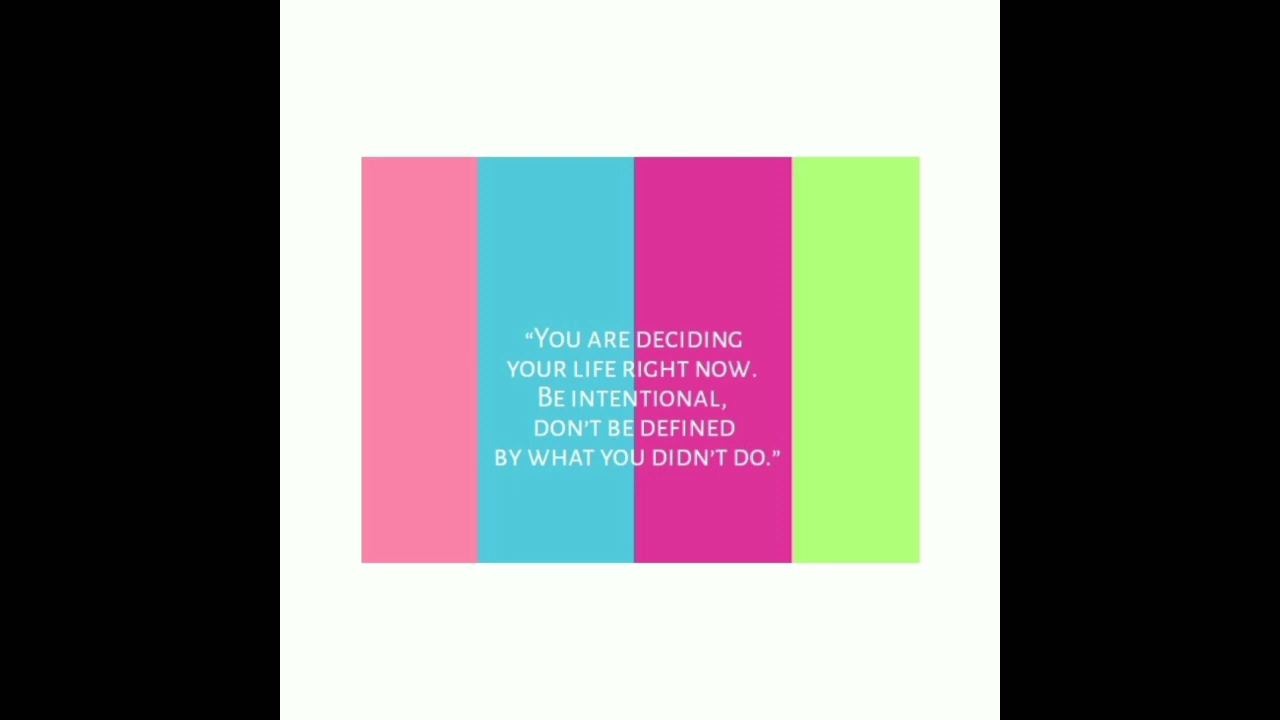 “You are deciding
your life right now.
Be intentional,
don’t be defined
by what you didn’t do.”